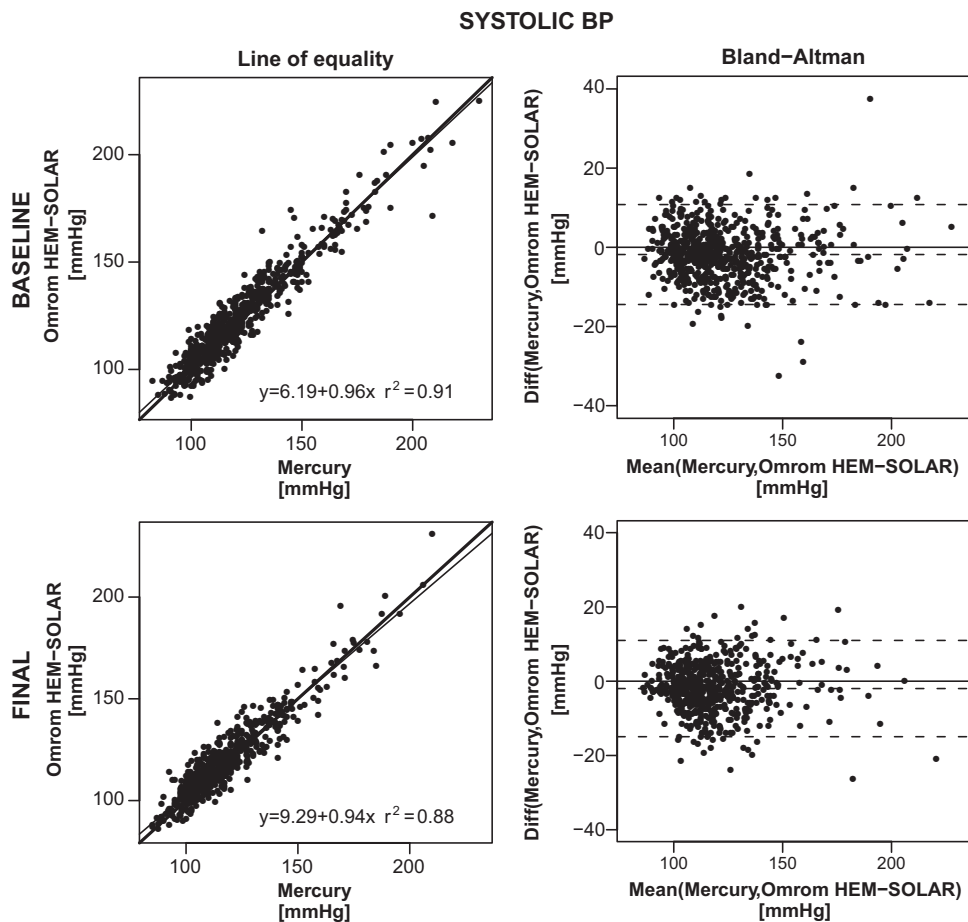 SYSTOLIC BP
Line of equality
Bland−Altman
BASELINE
Omrom HEM−SOLAR
[mmHg]
200
150
100
y=6.19+0.96x r²=0.91
100 150 200
Mercury
[mmHg]
Diff(Mercury,Omrom HEM−SOLAR)
[mmHg]
40
20
0
−20
−40
100 150 200
Mean(Mercury,Omrom HEM−SOLAR)
[mmHg]
FINAL
Omrom HEM−SOLAR
[mmHg]
200
150
100
y=9.29+0.94x r²=0.88
100 150 200
Mercury
[mmHg]
Diff(Mercury,Omrom HEM−SOLAR)
[mmHg]
40
20
0
−20
−40
100 150 200
Mean(Mercury,Omrom HEM−SOLAR)
[mmHg]